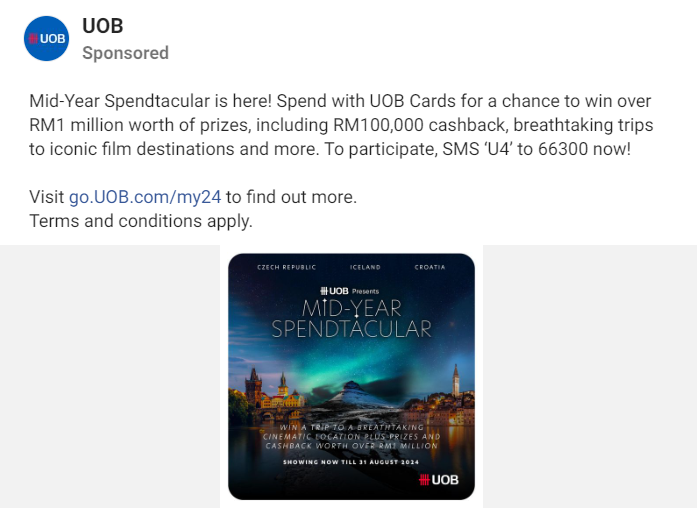 UOB
UOB
Sponsored
Mid-Year Spendtacular is here! Spend with UOB Cards for a chance to win over
RM1 million worth of prizes, including RM100,000 cashback, breathtaking trips
to iconic film destinations and more. To participate, SMS ‘U4’ to 66300 now!
Visit go.UOB.com/my24 to find out more.
Terms and conditions apply.
CZECH REPUBLIC ICELAND CROATIA
UOB Presents
MID-YEAR
SPENDTACULAR
WIN A TRIP TO A BREATHTAKING
CINEMATIC LOCATION PLUS PRIZES AND
CASHBACK WORTH OVER RM1 MILLION
SHOWING NOW TILL 31 AUGUST 2024
UOB